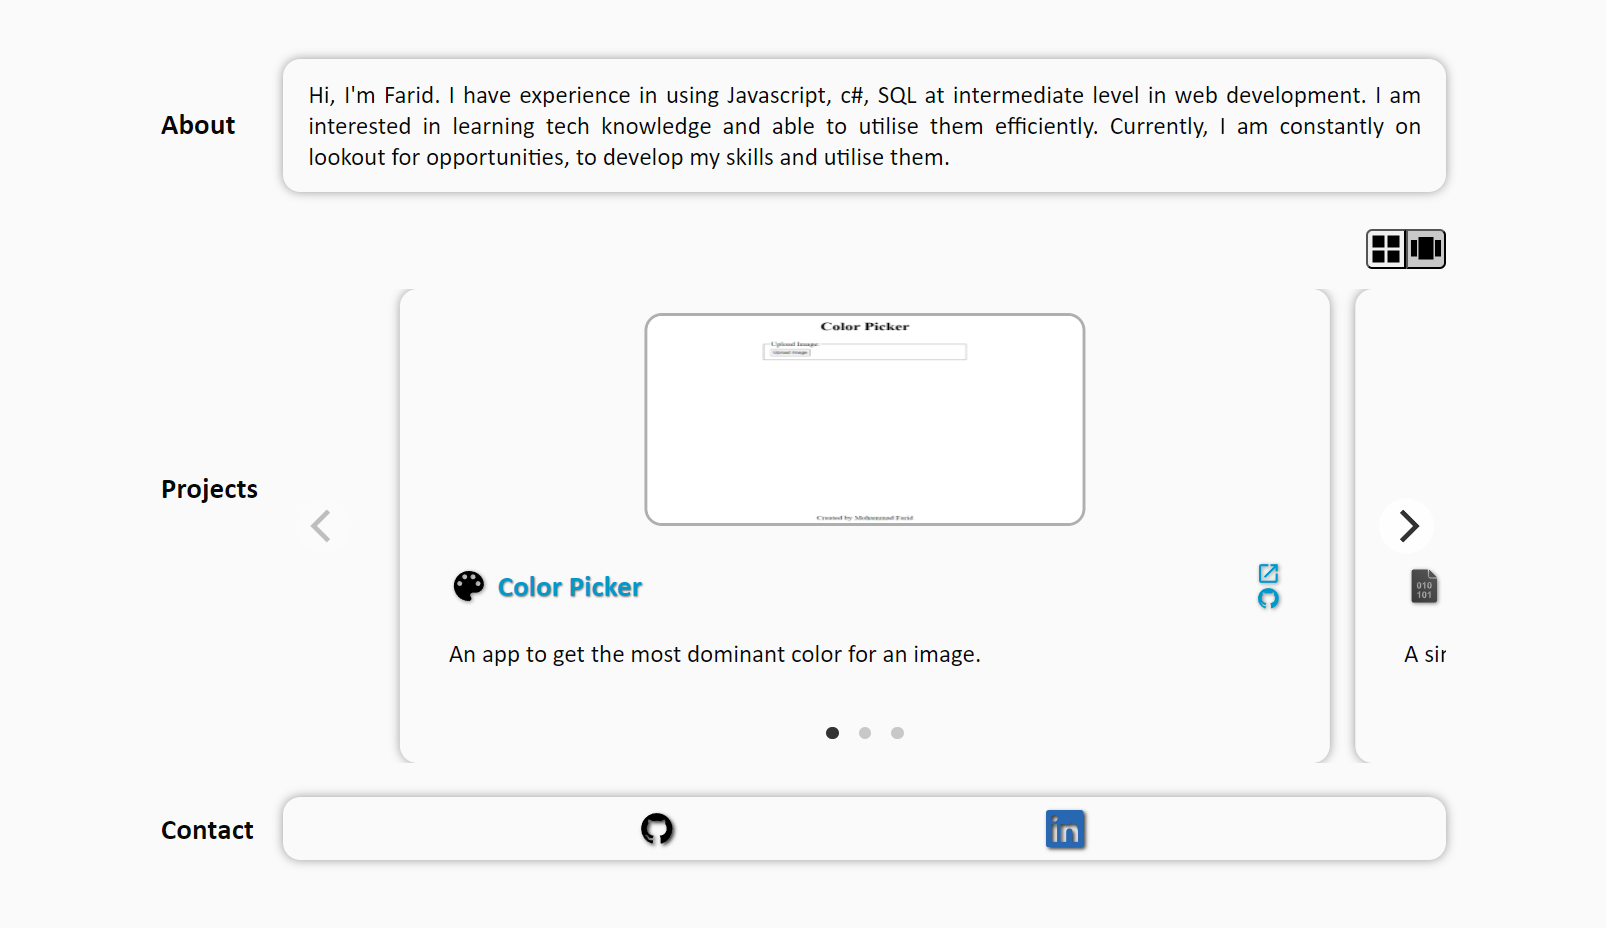 About
Hi, I'm Farid. I have experience in using Javascript, c#, SQL at intermediate level in web development. I am
interested in learning tech knowledge and able to utilise them efficiently. Currently, I am constantly on
lookout for opportunities, to develop my skills and utilise them.
Projects
Color Picker
Upload Image:
Upload Image
Created by Mohammad Farid
Color Picker
An app to get the most dominant color for an image.
010
101
A sir
Contact
in